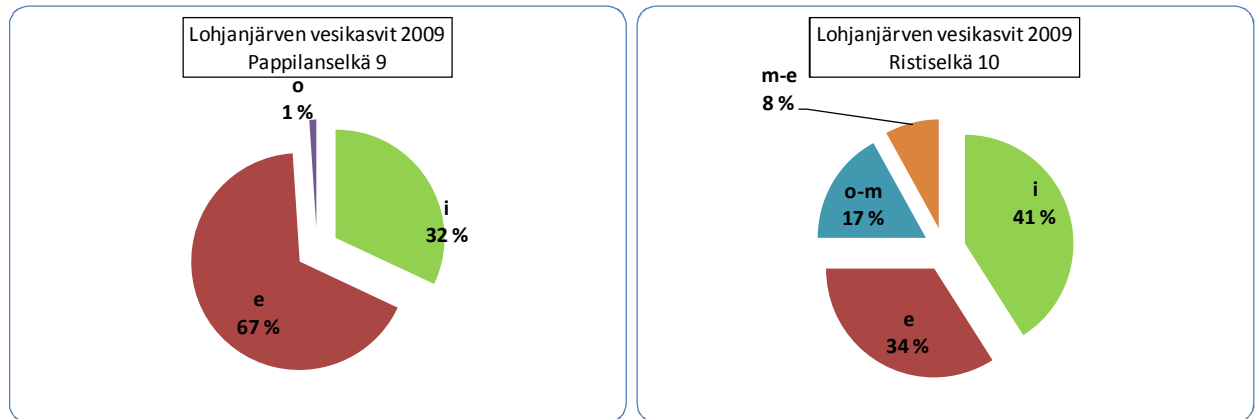 Lohjanjärven vesikasvit 2009
Pappilanselkä 9
o
1 %
i
32 %
e
67 %
Lohjanjärven vesikasvit 2009
Ristiselkä 10
m-e
8 %
o-m
17 %
i
41 %
e
34 %